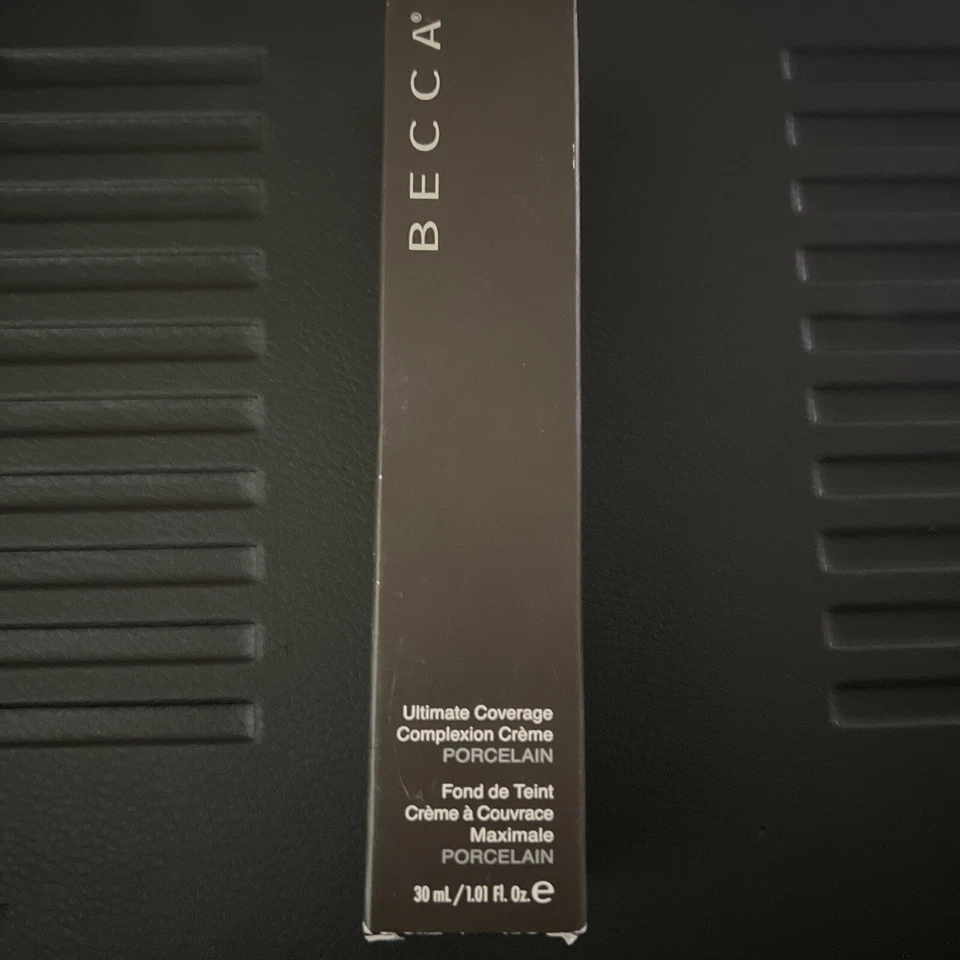 BECCA®
Ultimate Coverage
Complexion Crème
PORCELAIN
Fond de Teint
Crème à Couvrace
Maximale
PORCELAIN
30 mL/1.01 Fl. Oz. ℮